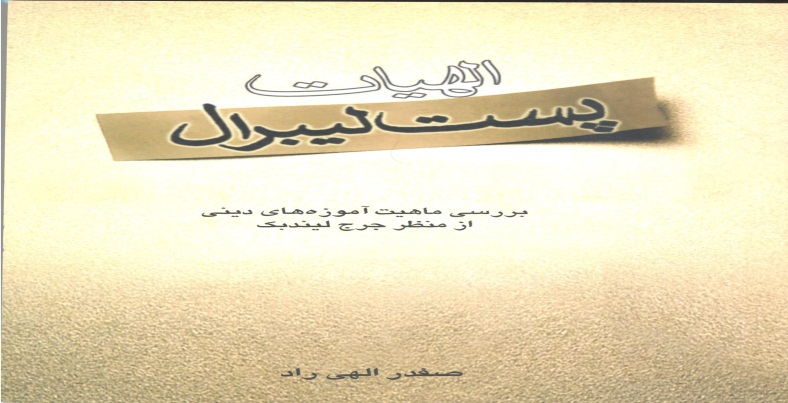 الهیات
پست لیبرال
بررسی ماهیت آموزه‌های دینی
از منظر جرج لیندبک
صفدر الهی راد